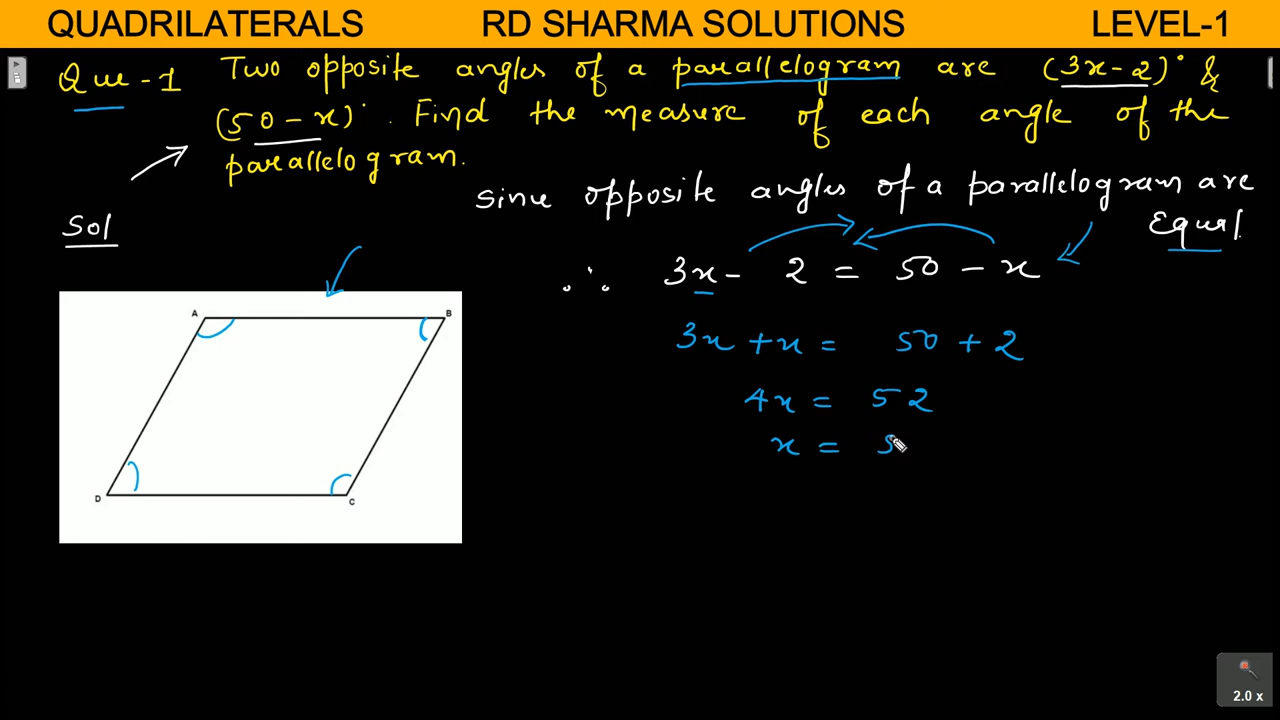 QUADRILATERALS RD SHARMA SOLUTIONS LEVEL-1
Que-1 Two opposite angles of a parallelogram are (3x-2)° &
(50-x)°. Find the measure of each angle of the
parallelogram.
Since opposite angles of a parallelogram are
Equal.
Sol
∴ 3x- 2 = 50 - x
3x + x = 50 + 2
4x = 52
x = 5
A B
D C
2.0 x